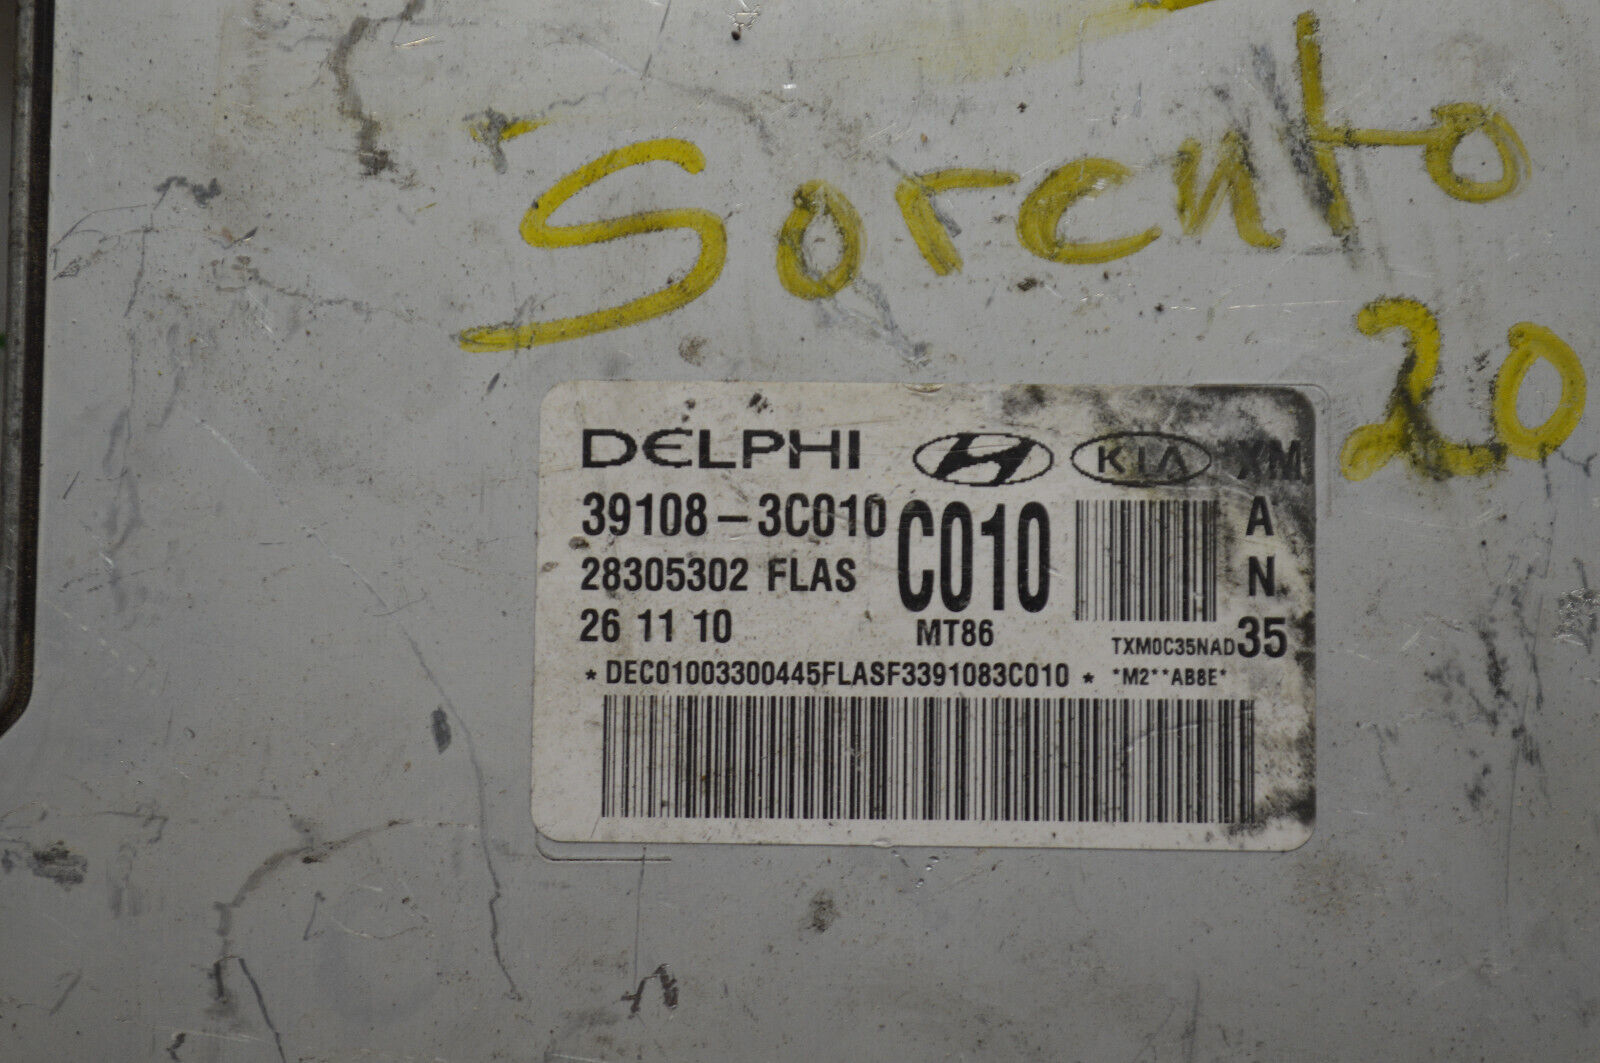 Sorento
20
DELPHI H KIA XM
39108-3C010 C010 A
28305302 FLAS N
26 11 10 MT86 TXM0C35NAD 35
*DEC01003300445FLASF3391083C010* *M2**AB8E*